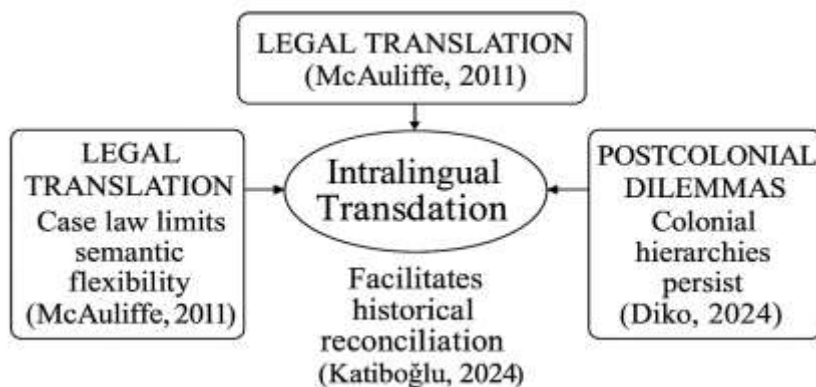 LEGAL TRANSLATION
(McAuliffe, 2011)
LEGAL
TRANSLATION
Case law limits
semantic
flexibility
(McAuliffe, 2011)
Intralingual
Transdation
Facilitates
historical
reconciliation
(Katiboğlu, 2024)
POSTCOLONIAL
DILEMMAS
Colonial
hierarchies
persist
(Diko, 2024)